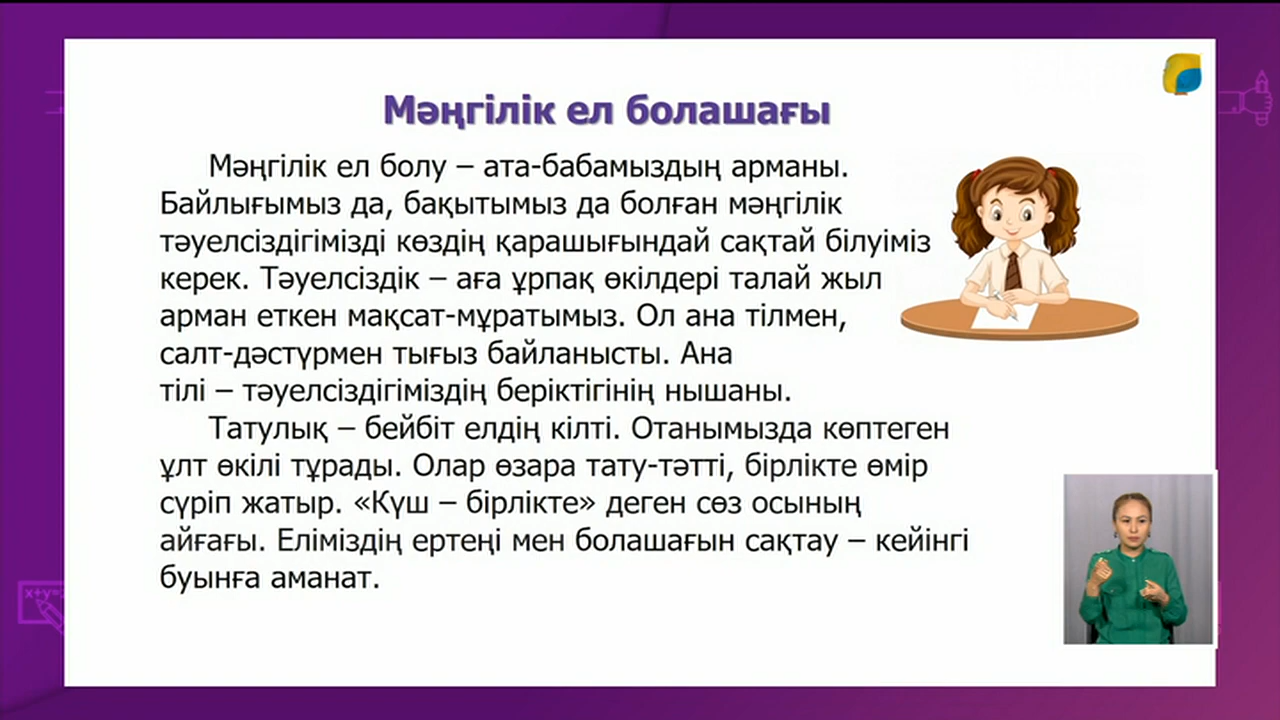 Мәңгілік ел болашағы
Мәңгілік ел болу – ата-бабамыздың арманы.
Байлығымыз да, бақытымыз да болған мәңгілік
тәуелсіздігімізді көздің қарашығындай сақтай білуіміз
керек. Тәуелсіздік – аға ұрпақ өкілдері талай жыл
арман еткен мақсат-мұратымыз. Ол ана тілмен,
салт-дәстүрмен тығыз байланысты. Ана
тілі – тәуелсіздігіміздің беріктігінің нышаны.
Татулық – бейбіт елдің кілті. Отанымызда көптеген
ұлт өкілі тұрады. Олар өзара тату-тәтті, бірлікте өмір
сүріп жатыр. «Күш – бірлікте» деген сөз осының
айғағы. Еліміздің ертеңі мен болашағын сақтау – кейінгі
буынға аманат.
x+y=